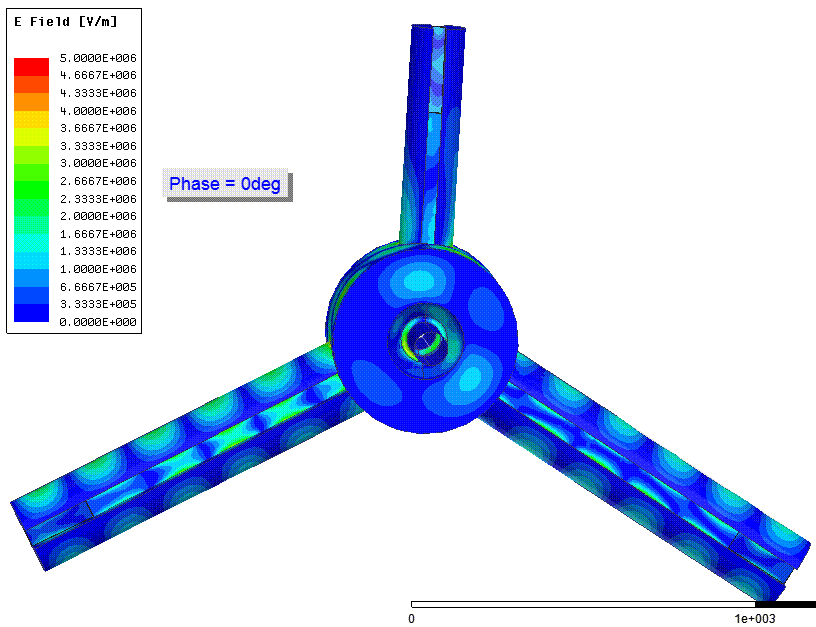 E Field [V/m]
5.0000E+006
4.6667E+006
4.3333E+006
4.0000E+006
3.6667E+006
3.3333E+006
3.0000E+006
2.6667E+006
2.3333E+006
2.0000E+006
1.6667E+006
1.3333E+006
1.0000E+006
6.6667E+005
3.3333E+005
0.0000E+000
Phase = 0deg
0
1e+003